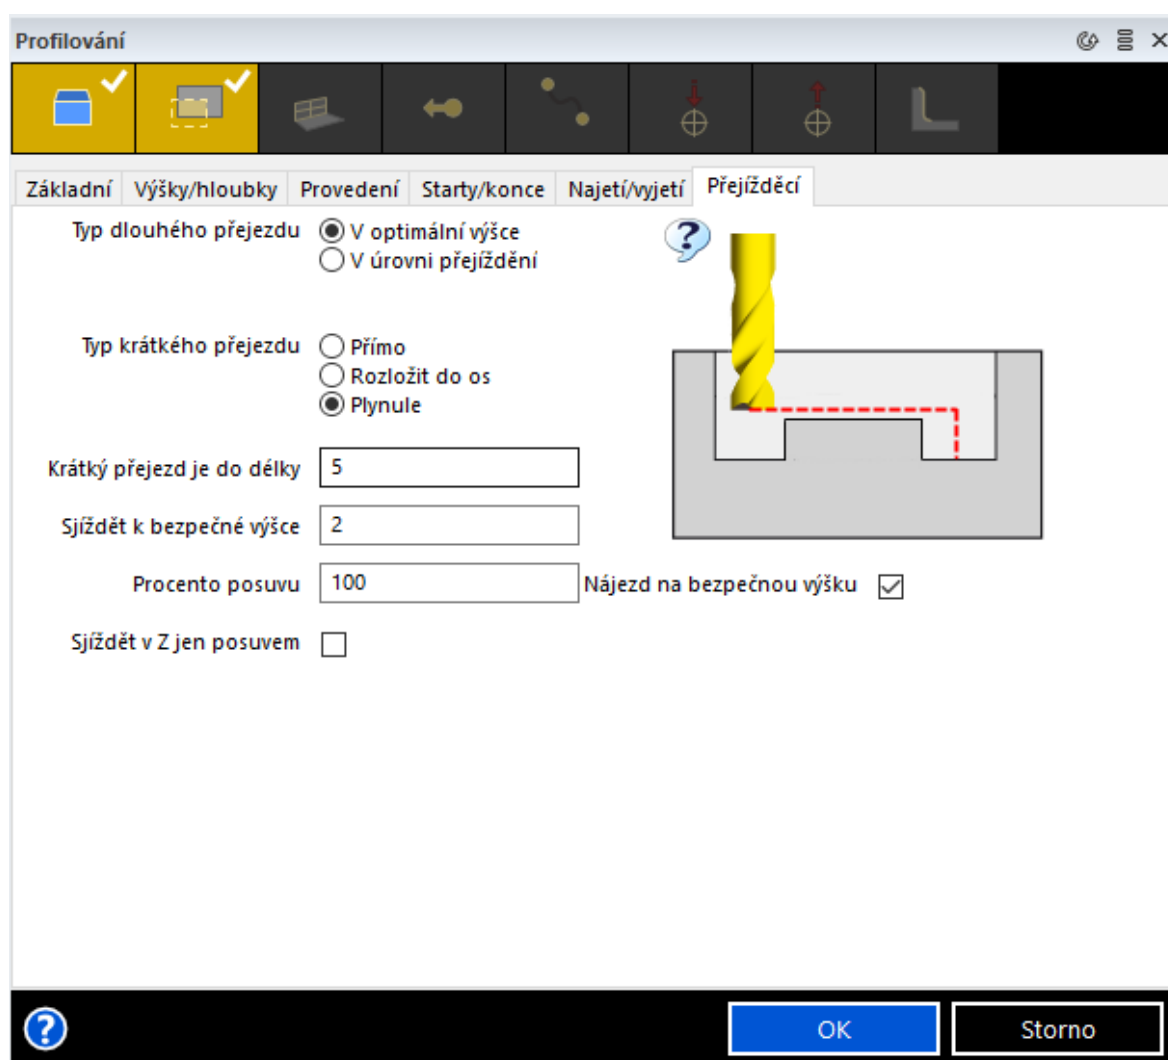 Profilování
Základní Výšky/hloubky Provedení Starty/konce Najetí/vyjetí Přejížděcí
Typ dlouhého přejezdu V optimální výšce
V úrovni přejíždění
Typ krátkého přejezdu Přímo
Rozložit do os
Plynule
Krátký přejezd je do délky 5
Sjíždět k bezpečné výšce 2
Procento posuvu 100 Nájezd na bezpečnou výšku
Sjíždět v Z jen posuvem
OK Storno